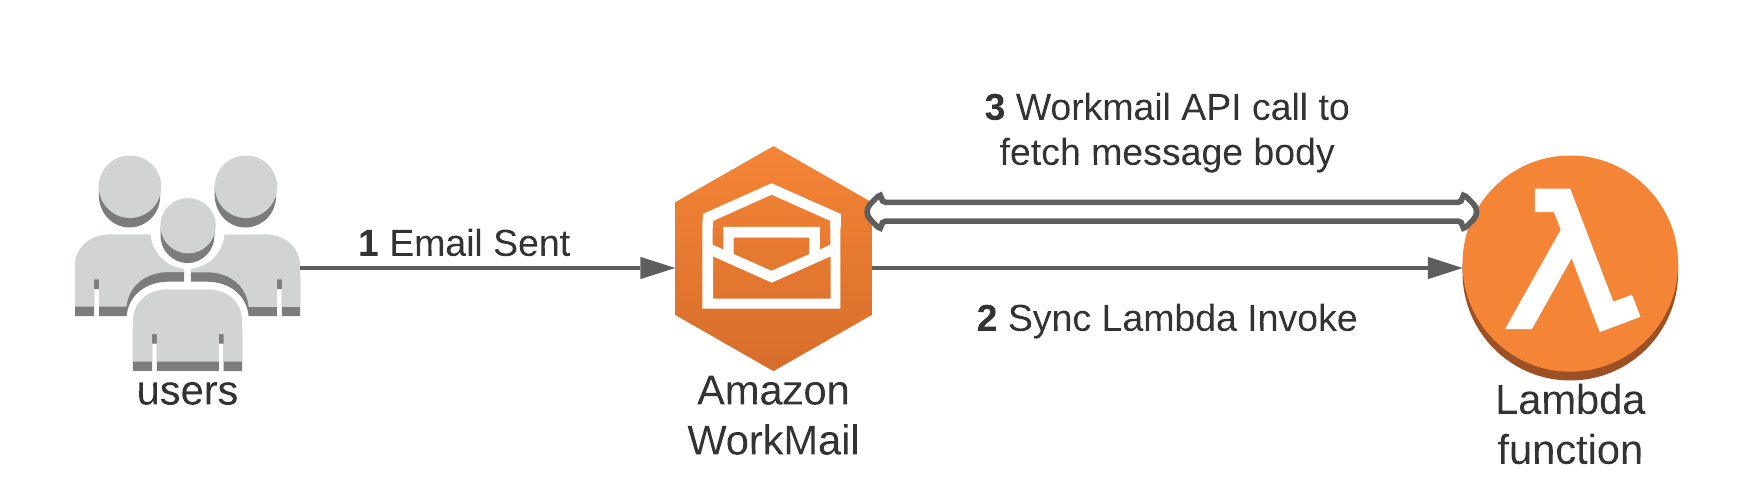 3 Workmail API call to
fetch message body
1 Email Sent
2 Sync Lambda Invoke
users
Amazon
WorkMail
Lambda
function